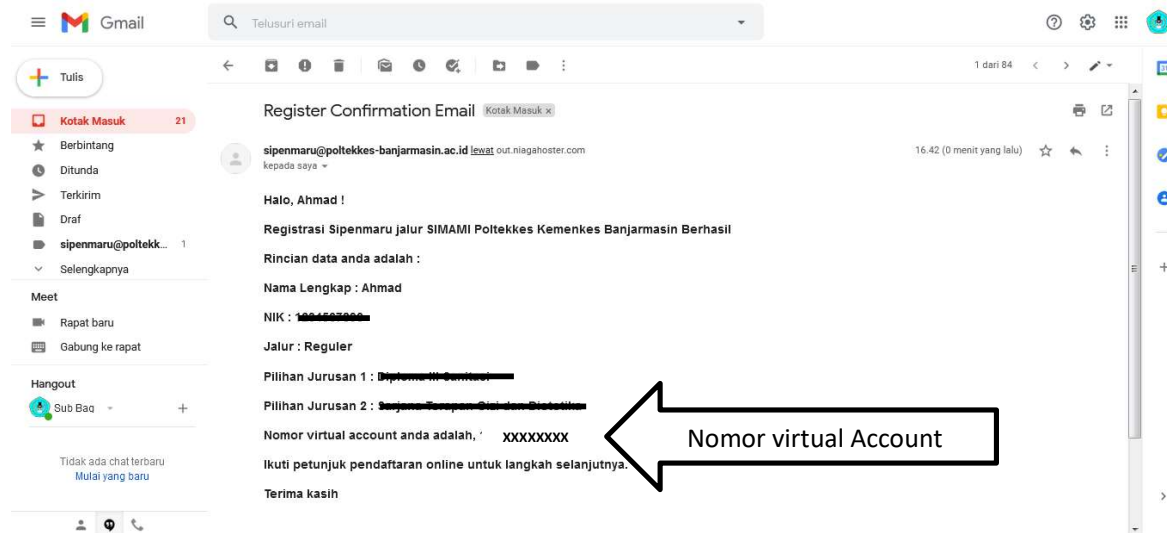 Gmail
Telusuri email
Tulis
1 dari 84
Kotak Masuk 21
Berbintang
Ditunda
Terkirim
Draf
sipenmaru@poltekk... 1
Selengkapnya
Meet
Rapat baru
Gabung ke rapat
Hangout
Sub Bag
Tidak ada chat terbaru
Mulai yang baru
Register Confirmation Email Kotak Masuk x
sipenmaru@poltekkes-banjarmasin.ac.id lewat out.niagahoster.com 16.42 (0 menit yang lalu)
kepada saya
Halo, Ahmad !
Registrasi Sipenmaru jalur SIMAMI Poltekkes Kemenkes Banjarmasin Berhasil
Rincian data anda adalah :
Nama Lengkap : Ahmad
NIK :
Jalur : Reguler
Pilihan Jurusan 1 :
Pilihan Jurusan 2 :
Nomor virtual account anda adalah, XXXXXXXX
Nomor virtual Account
Ikuti petunjuk pendaftaran online untuk langkah selanjutnya.
Terima kasih